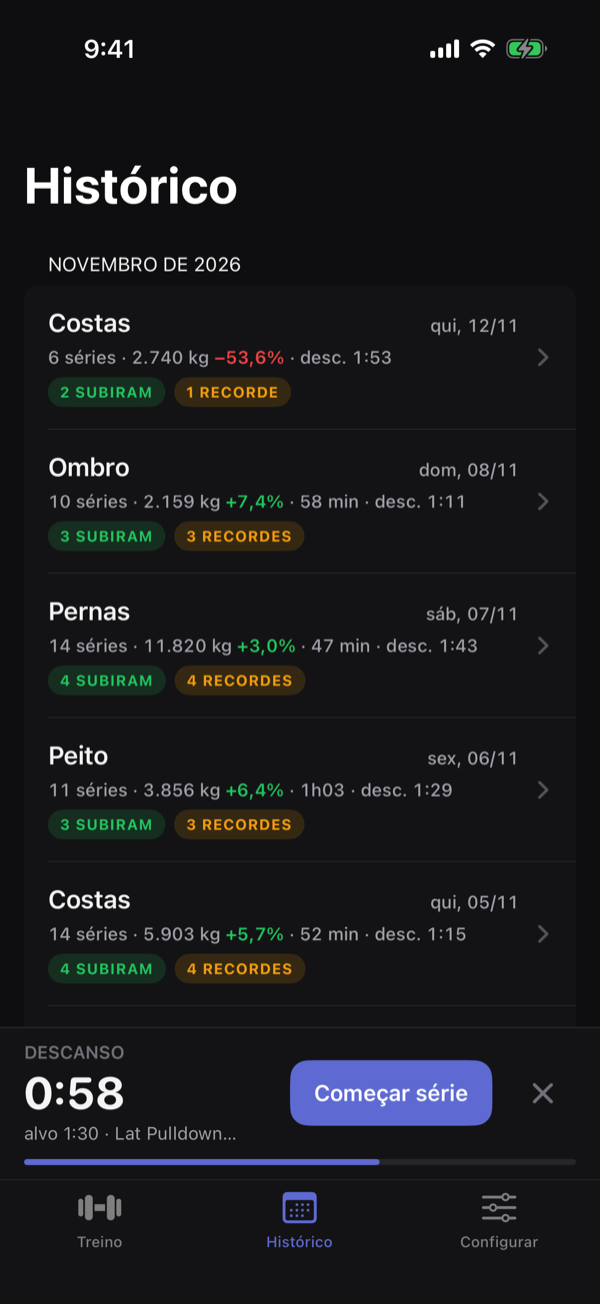 9:41
Histórico
NOVEMBRO DE 2026
Costas
qui, 12/11
6 séries · 2.740 kg −53,6% · desc. 1:53
2 SUBIRAM 1 RECORDE
Ombro
dom, 08/11
10 séries · 2.159 kg +7,4% · 58 min · desc. 1:11
3 SUBIRAM 3 RECORDES
Pernas
sáb, 07/11
14 séries · 11.820 kg +3,0% · 47 min · desc. 1:43
4 SUBIRAM 4 RECORDES
Peito
sex, 06/11
11 séries · 3.856 kg +6,4% · 1h03 · desc. 1:29
3 SUBIRAM 3 RECORDES
Costas
qui, 05/11
14 séries · 5.903 kg +5,7% · 52 min · desc. 1:15
4 SUBIRAM 4 RECORDES
DESCANSO
0:58
alvo 1:30 · Lat Pulldown...
Começar série
Treino
Histórico
Configurar